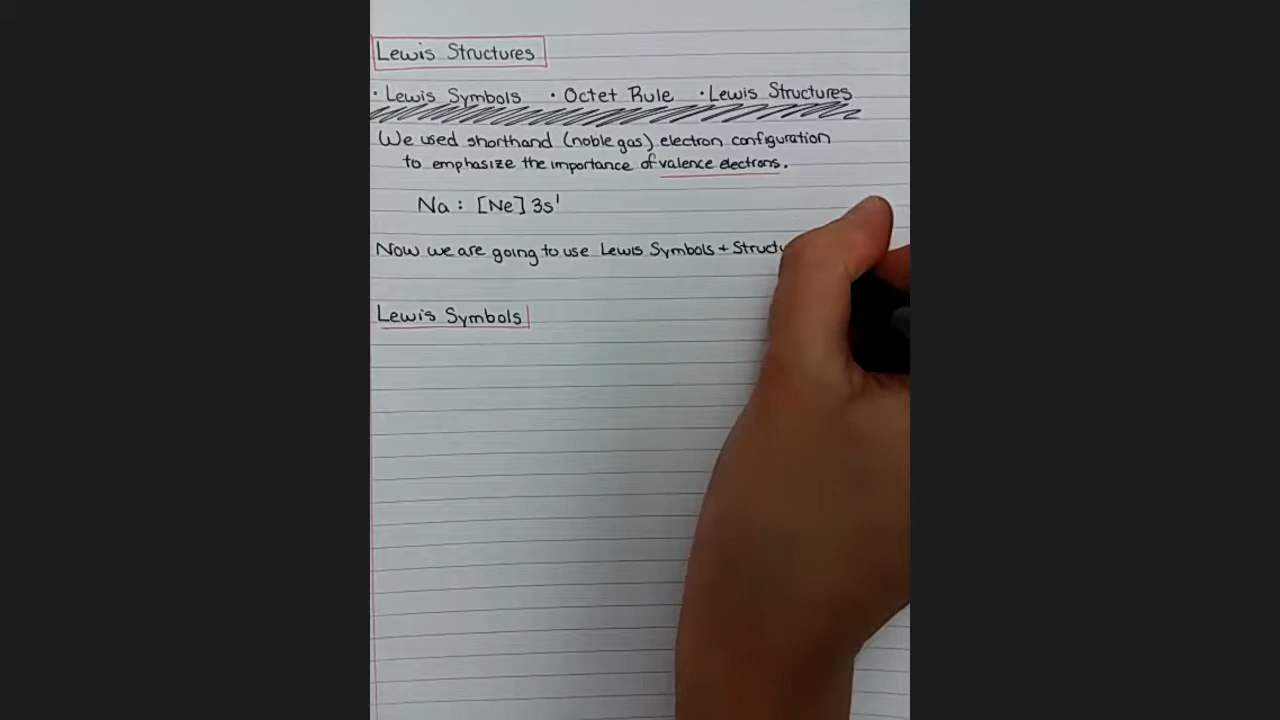 Lewis Structures
· Lewis Symbols · Octet Rule · Lewis Structures
We used shorthand (noble gas) electron configuration
to emphasize the importance of valence electrons.
Na : [Ne] 3s¹
Now we are going to use Lewis Symbols +
Lewis Symbols